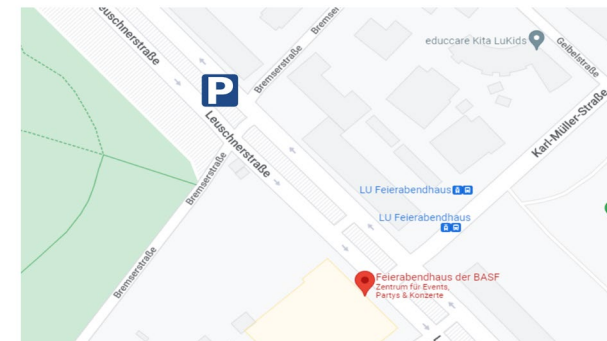 Leuschnerstraße
Bremserstraße
Bremser
educcare Kita LuKids
Geibelstraße
P
Bremserstraße
Karl-Müller-Straße
Leuschnerstraße
Bremserstraße
LU Feierabendhaus
LU Feierabendhaus
Bremserstraße
Feierabendhaus der BASF
Zentrum für Events,
Partys & Konzerte